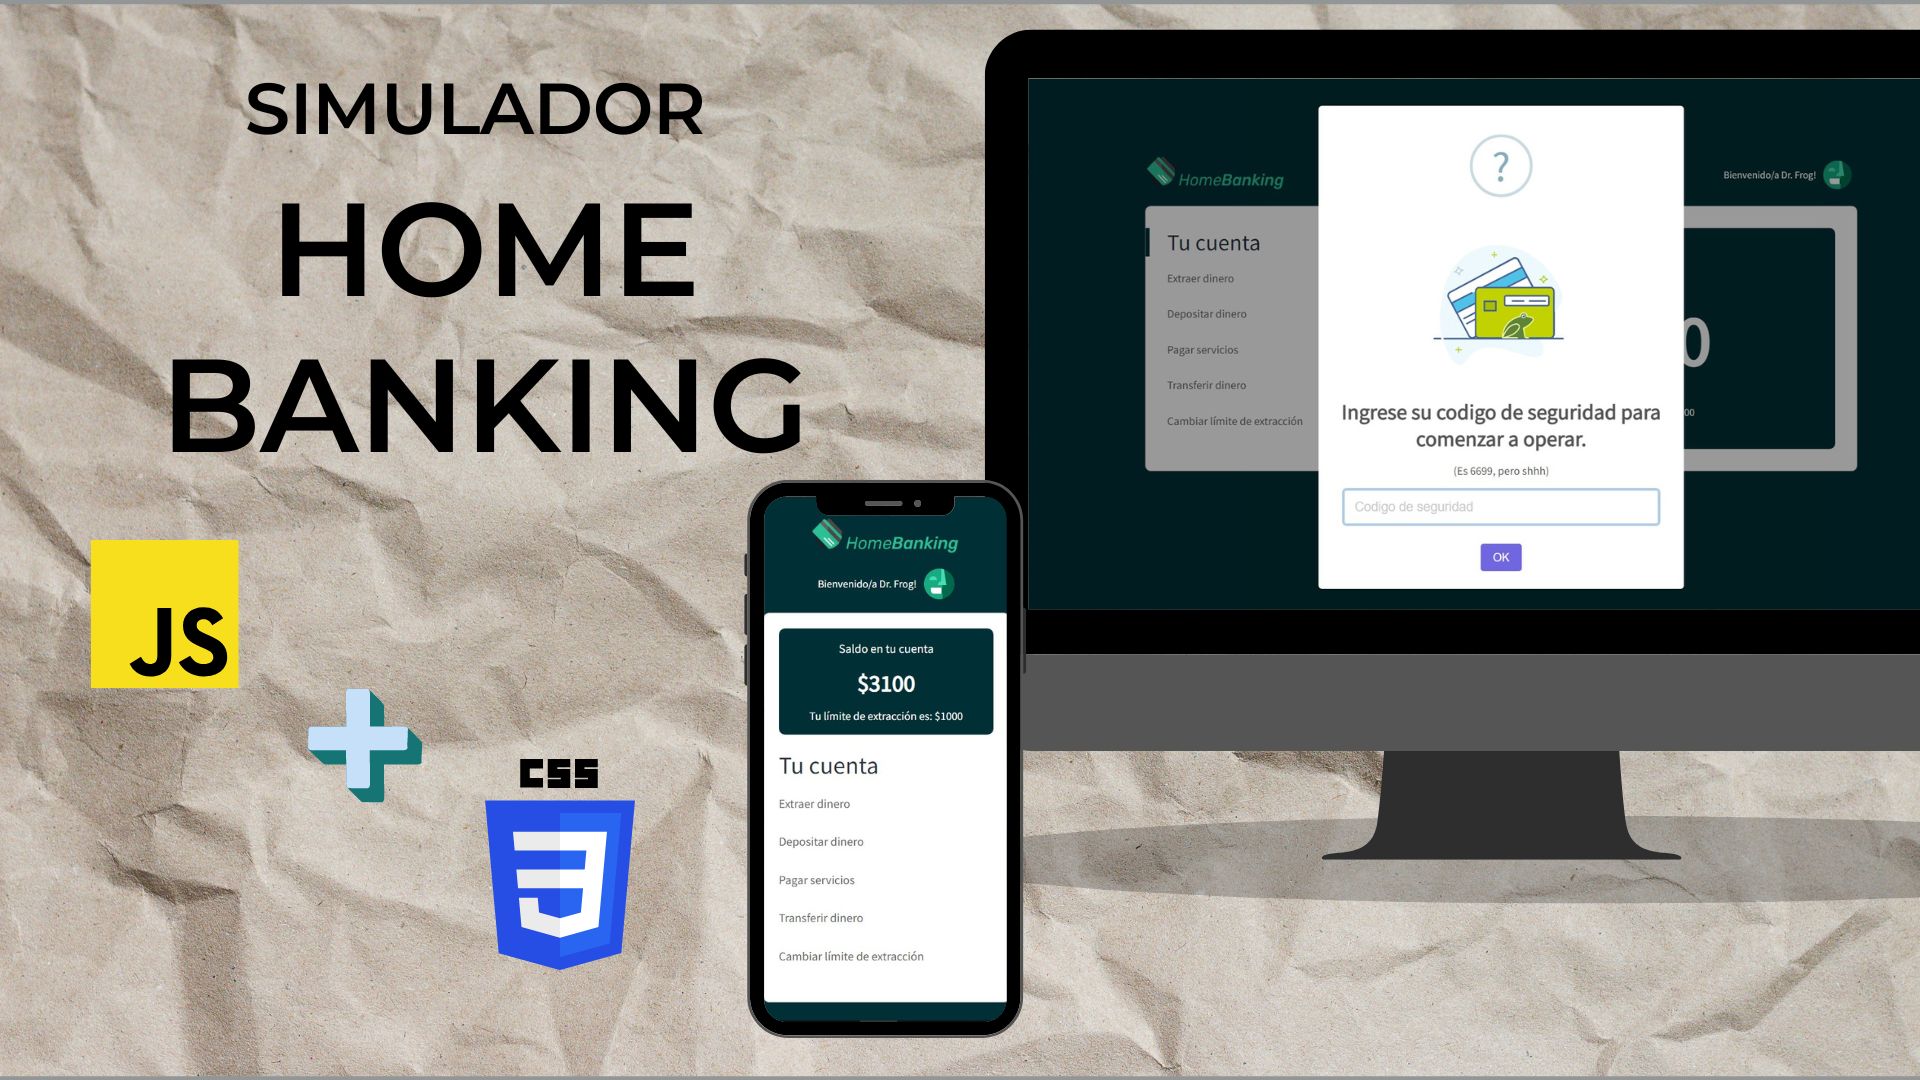 SIMULADOR
HOME
BANKING
JS
CSS
HomeBanking
Bienvenido/a Dr. Frog!
Saldo en tu cuenta
$3100
Tu límite de extracción es: $1000
Tu cuenta
Extraer dinero
Depositar dinero
Pagar servicios
Transferir dinero
Cambiar límite de extracción
HomeBanking
Bienvenido/a Dr. Frog!
Tu cuenta
Extraer dinero
Depositar dinero
Pagar servicios
Transferir dinero
Cambiar límite de extracción
?
Ingrese su codigo de seguridad para
comenzar a operar.
(Es 6699, pero shhh)
Codigo de seguridad
OK
0
00